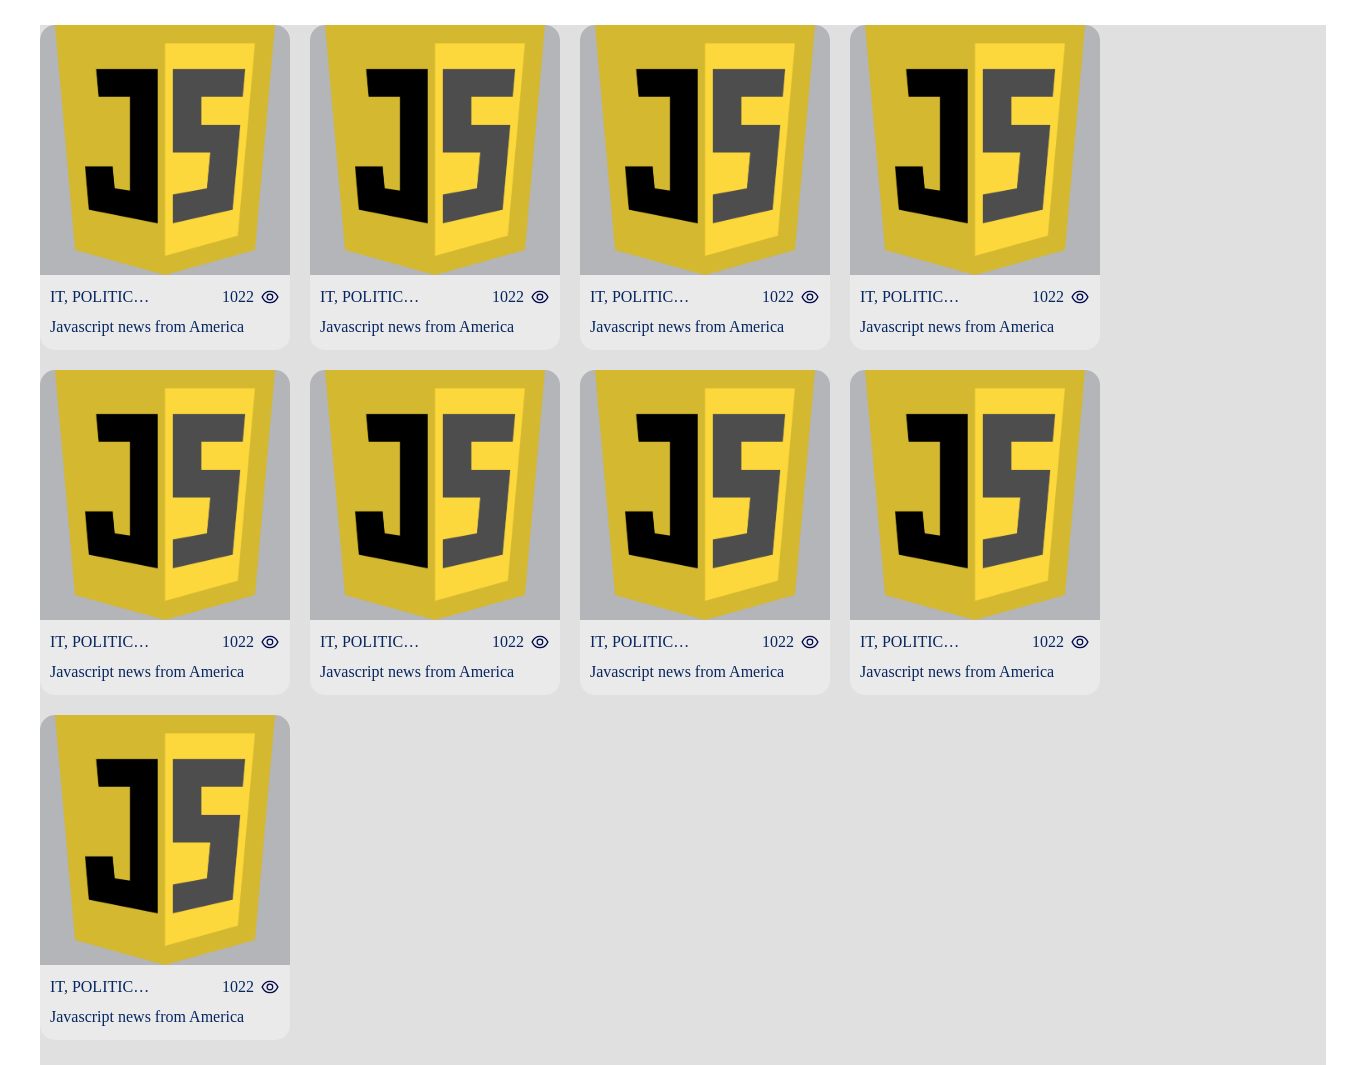 JS JS JS JS
IT, POLITIC… 1022 IT, POLITIC… 1022 IT, POLITIC… 1022 IT, POLITIC… 1022
Javascript news from America Javascript news from America Javascript news from America Javascript news from America
JS JS JS JS
IT, POLITIC… 1022 IT, POLITIC… 1022 IT, POLITIC… 1022 IT, POLITIC… 1022
Javascript news from America Javascript news from America Javascript news from America Javascript news from America
JS
IT, POLITIC… 1022
Javascript news from America